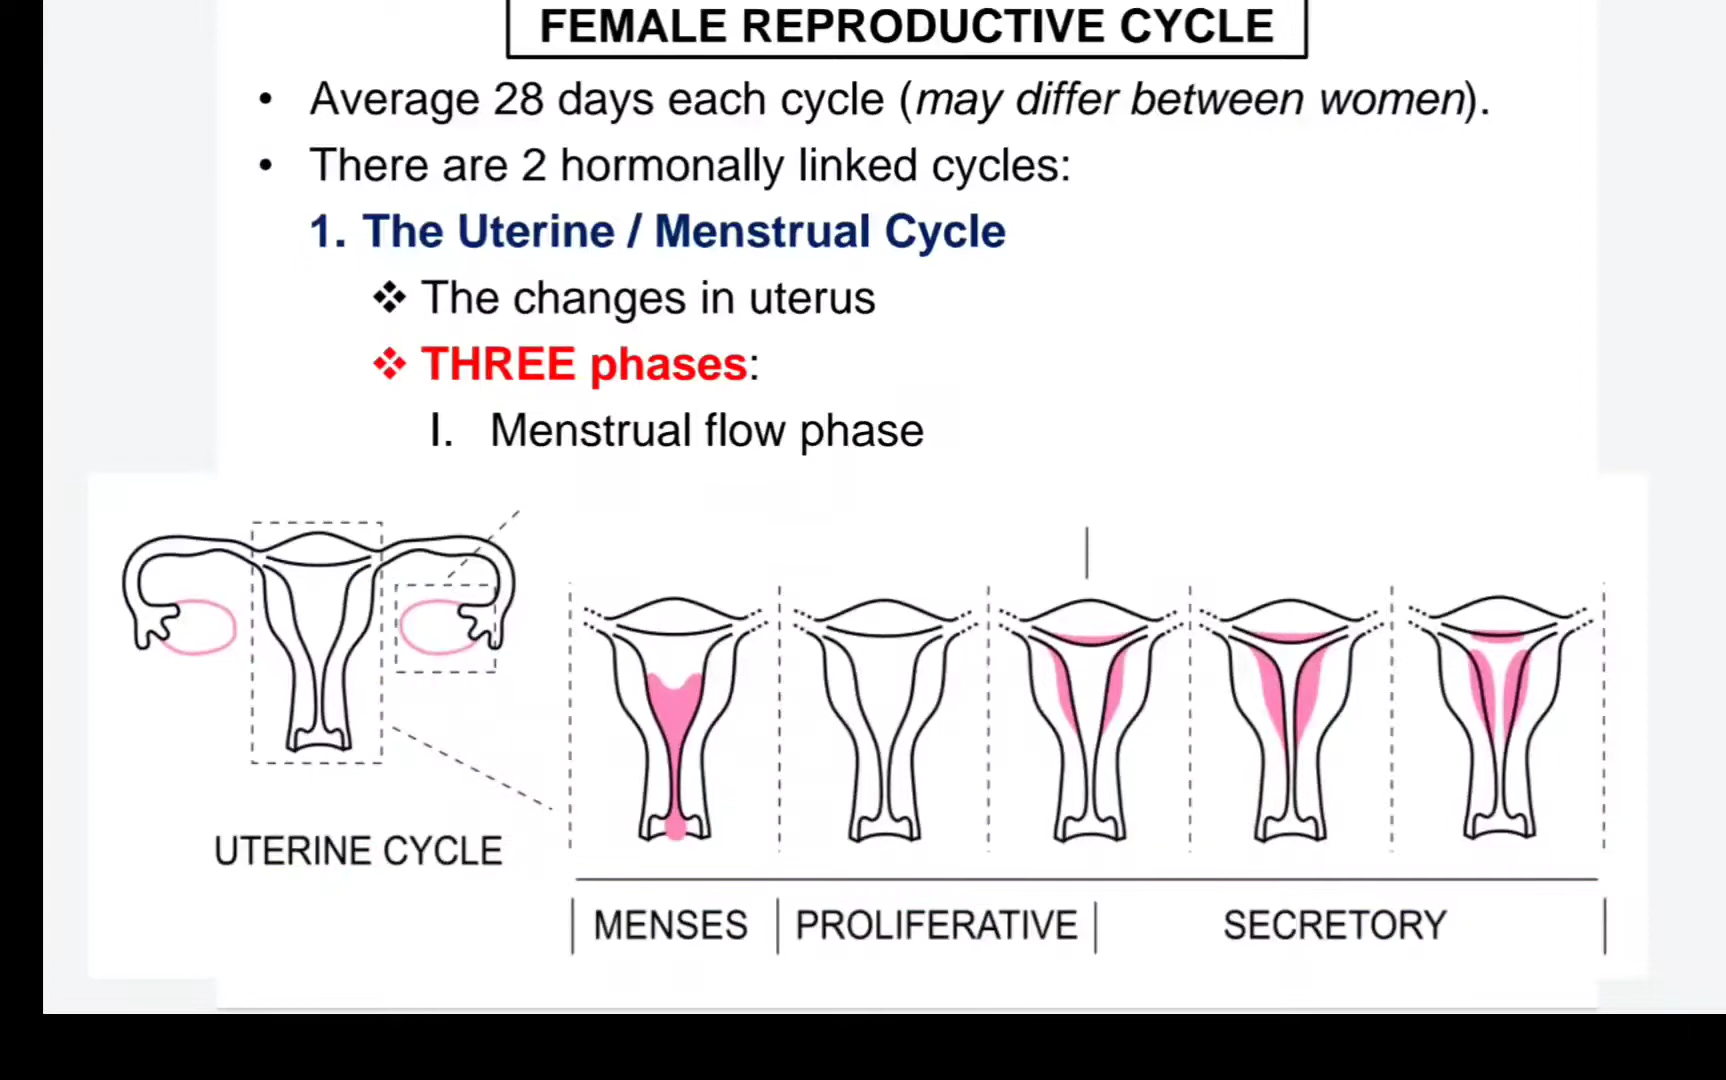 FEMALE REPRODUCTIVE CYCLE
• Average 28 days each cycle (may differ between women).
• There are 2 hormonally linked cycles:
1. The Uterine / Menstrual Cycle
❖ The changes in uterus
❖ THREE phases:
I. Menstrual flow phase
UTERINE CYCLE
MENSES
PROLIFERATIVE
SECRETORY